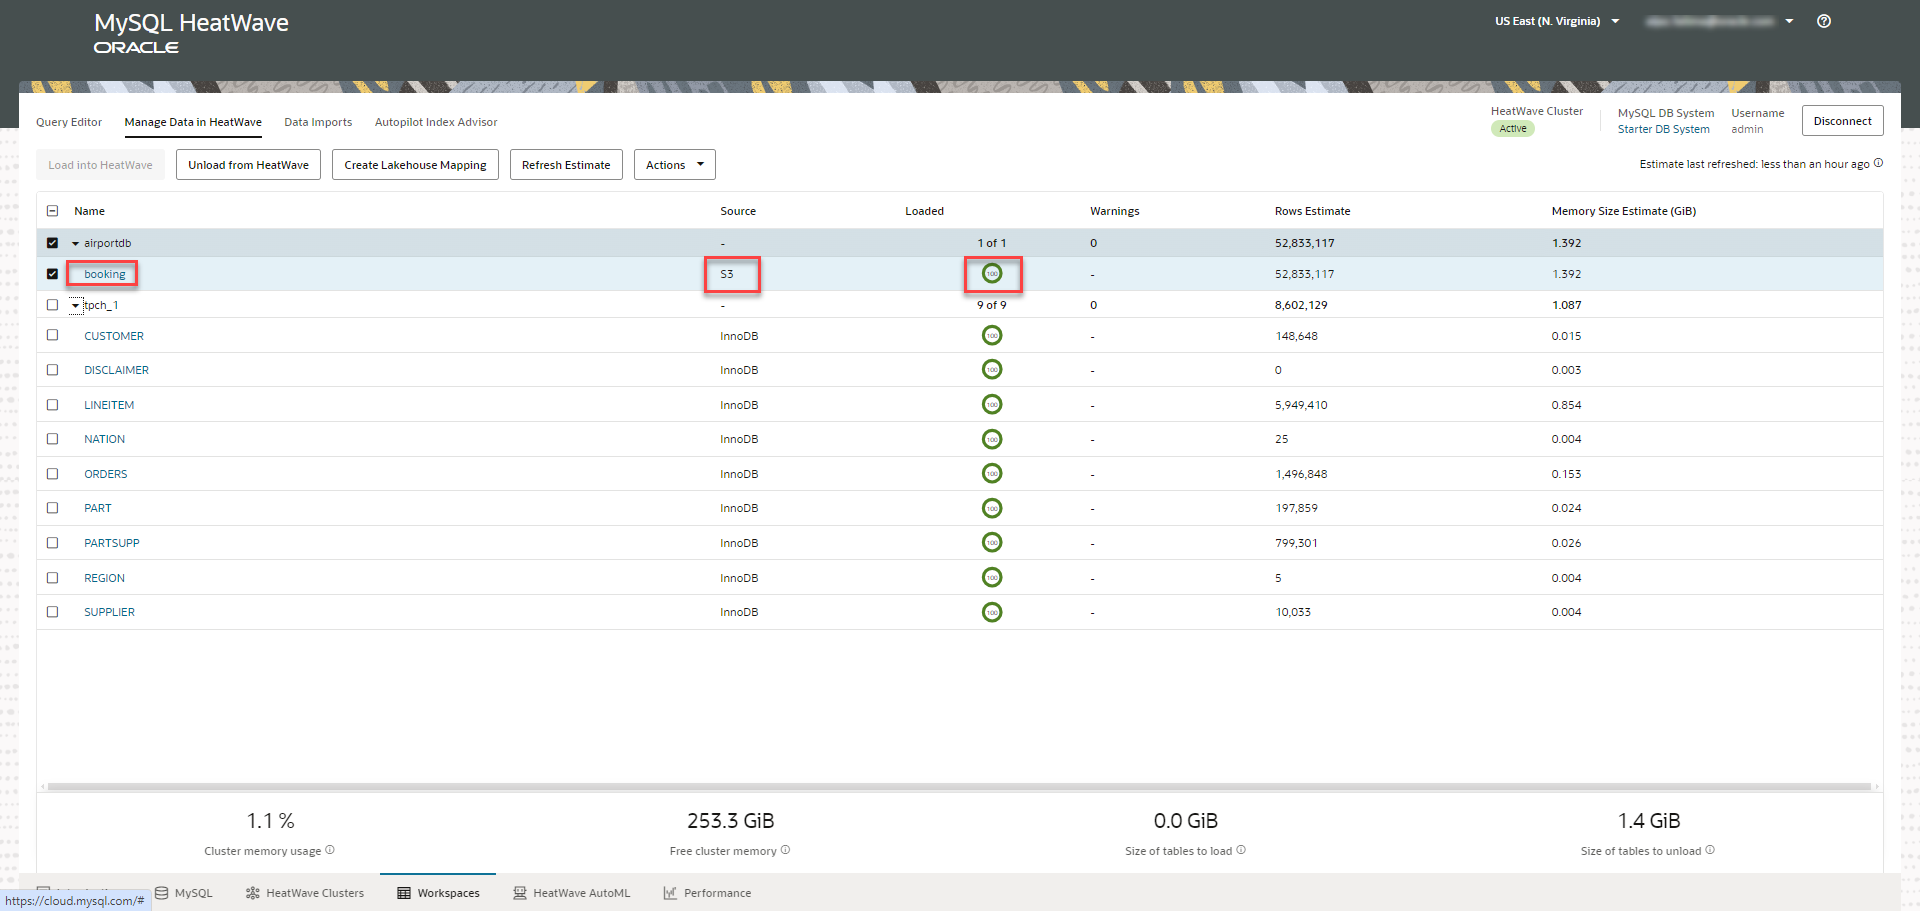 MySQL HeatWave
ORACLE
US East (N. Virginia)
Query Editor Manage Data in HeatWave Data Imports Autopilot Index Advisor
HeatWave Cluster
Active
MySQL DB System
Starter DB System
Username
admin
Disconnect
Load into HeatWave Unload from HeatWave Create Lakehouse Mapping Refresh Estimate Actions
Estimate last refreshed: less than an hour ago
Name Source Loaded Warnings Rows Estimate Memory Size Estimate (GiB)
airportdb - 1 of 1 0 52,833,117 1.392
booking S3 100 - 52,833,117 1.392
tpch_1 - 9 of 9 0 8,602,129 1.087
CUSTOMER InnoDB 100 - 148,648 0.015
DISCLAIMER InnoDB 100 - 0 0.003
LINEITEM InnoDB 100 - 5,949,410 0.854
NATION InnoDB 100 - 25 0.004
ORDERS InnoDB 100 - 1,496,848 0.153
PART InnoDB 100 - 197,859 0.024
PARTSUPP InnoDB 100 - 799,301 0.026
REGION InnoDB 100 - 5 0.004
SUPPLIER InnoDB 100 - 10,033 0.004
1.1 % 253.3 GiB 0.0 GiB 1.4 GiB
Cluster memory usage Free cluster memory Size of tables to load Size of tables to unload
MySQL HeatWave Clusters Workspaces HeatWave AutoML Performance
https://cloud.mysql.com/#